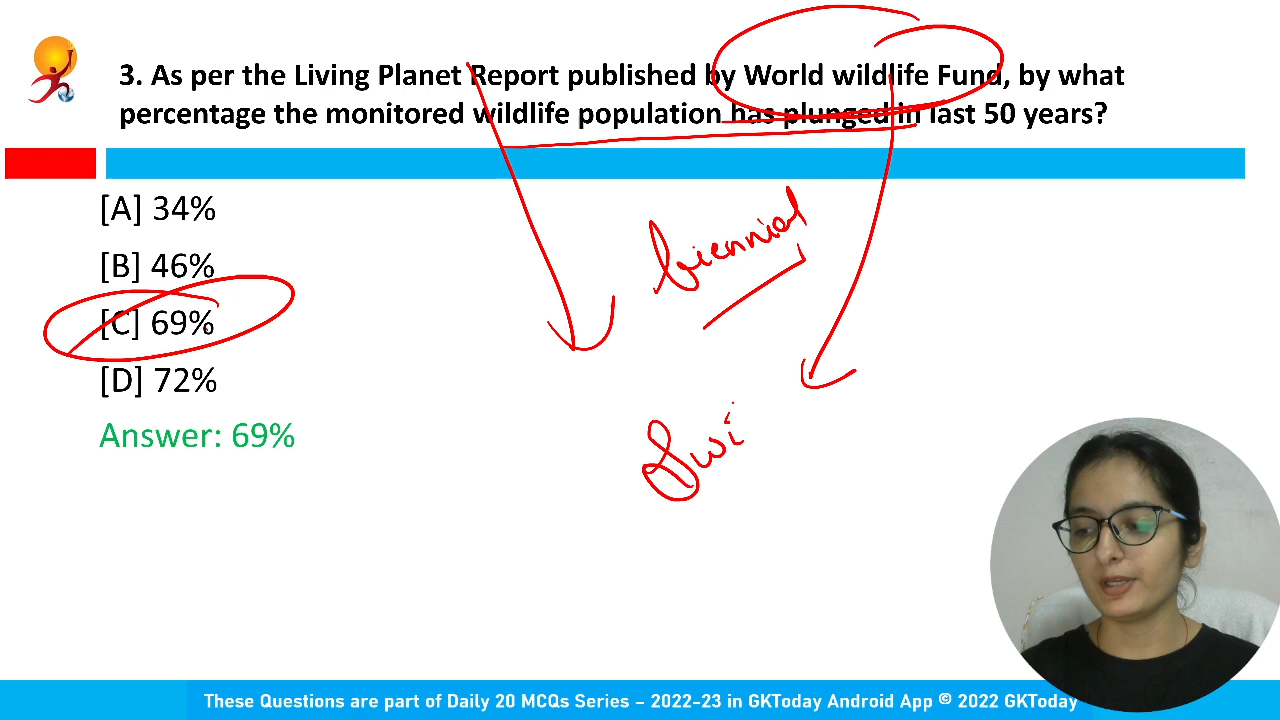 3. As per the Living Planet Report published by World wildlife Fund, by what
percentage the monitored wildlife population has plunged in last 50 years?
[A] 34%
biennial
[B] 46%
[C] 69%
[D] 72%
Answer: 69%
Swi
These Questions are part of Daily 20 MCQs Series – 2022-23 in GKToday Android App © 2022 GKToday